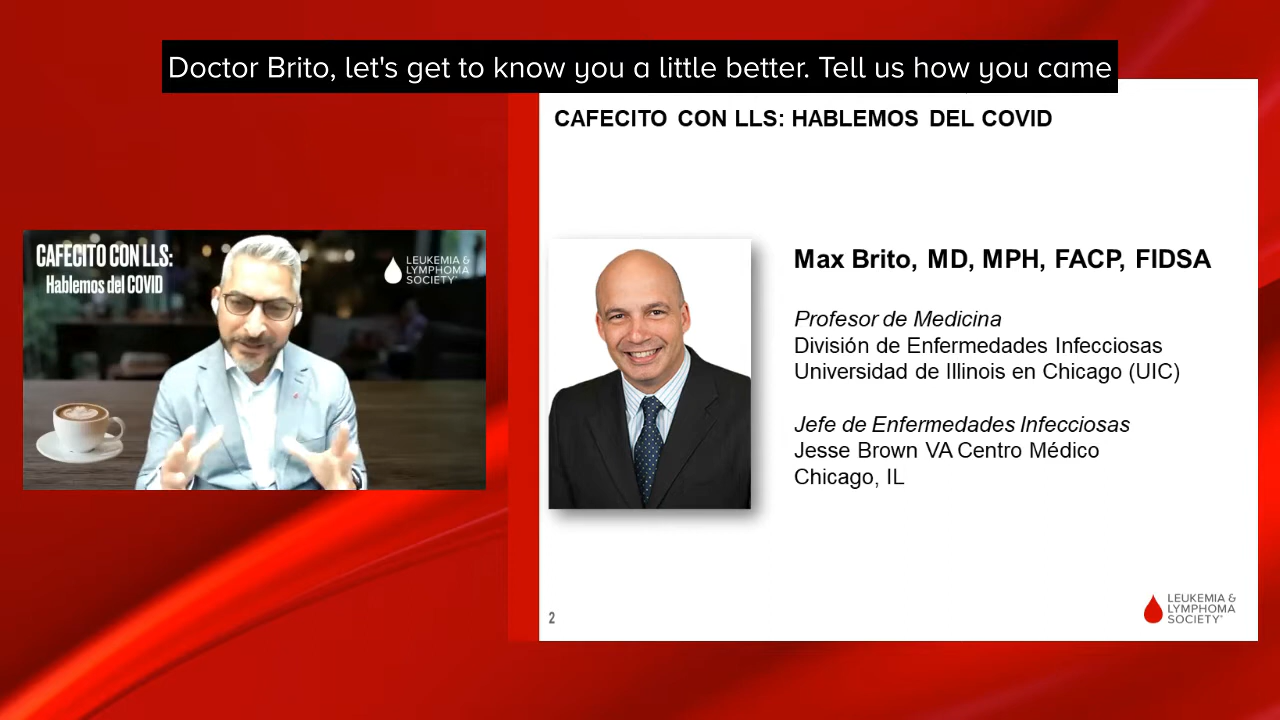 Doctor Brito, let's get to know you a little better. Tell us how you came
CAFECITO CON LLS: HABLEMOS DEL COVID
CAFECITO CON LLS:
Hablemos del COVID
LEUKEMIA &
LYMPHOMA
SOCIETY®
Max Brito, MD, MPH, FACP, FIDSA
Profesor de Medicina
División de Enfermedades Infecciosas
Universidad de Illinois en Chicago (UIC)
Jefe de Enfermedades Infecciosas
Jesse Brown VA Centro Médico
Chicago, IL
2
LEUKEMIA &
LYMPHOMA
SOCIETY®